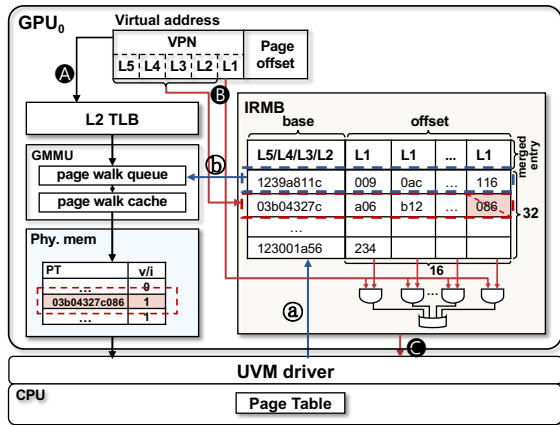 GPU0
Virtual address
VPN
Page offset
L5 L4 L3 L2 L1
A
B
L2 TLB
GMMU
page walk queue
page walk cache
b
Phy. mem
PT v/i
... 0
03b04327c086 1
... 1
IRMB
base offset
L5/L4/L3/L2 L1 L1 ... L1
merged entry
1239a811c 009 0ac ... 116
03b04327c a06 b12 ... 086
...
123001a56 234
32
16
...
a
C
UVM driver
CPU
Page Table